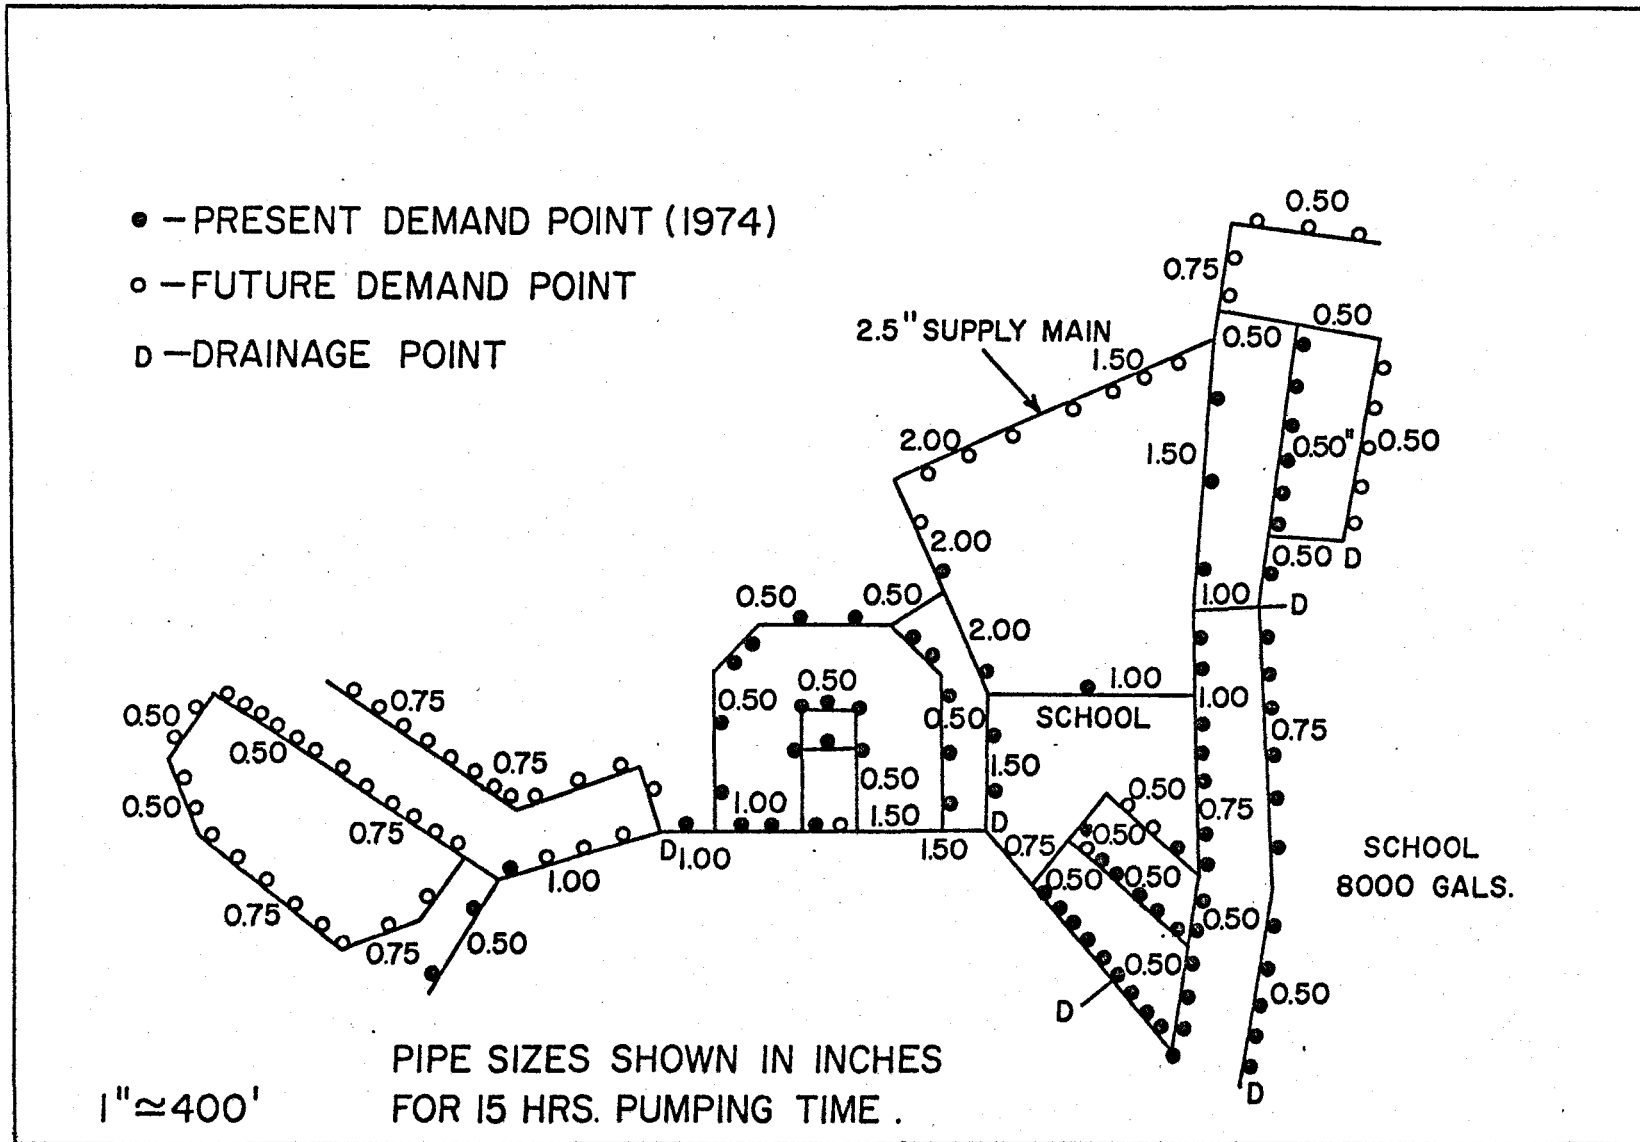 ● – PRESENT DEMAND POINT (1974)
○ – FUTURE DEMAND POINT
D – DRAINAGE POINT
0.50
0.75
0.50
0.50
2.5" SUPPLY MAIN
1.50
2.00
1.50
0.50"
0.50
2.00
0.50 D
0.50
0.50
1.00
D
2.00
0.75
0.50
0.50
1.00
1.00
0.50
0.50
0.50
SCHOOL
0.75
0.50
0.75
1.50
0.50
0.50
0.50
0.75
1.00
1.50
D
0.75
0.50
0.75
0.50
D
1.00
1.50
SCHOOL
8000 GALS.
1.00
0.50
0.50
0.75
0.50
0.75
0.50
0.50
0.50
D
D
PIPE SIZES SHOWN IN INCHES
FOR 15 HRS. PUMPING TIME .
1" ≃ 400'